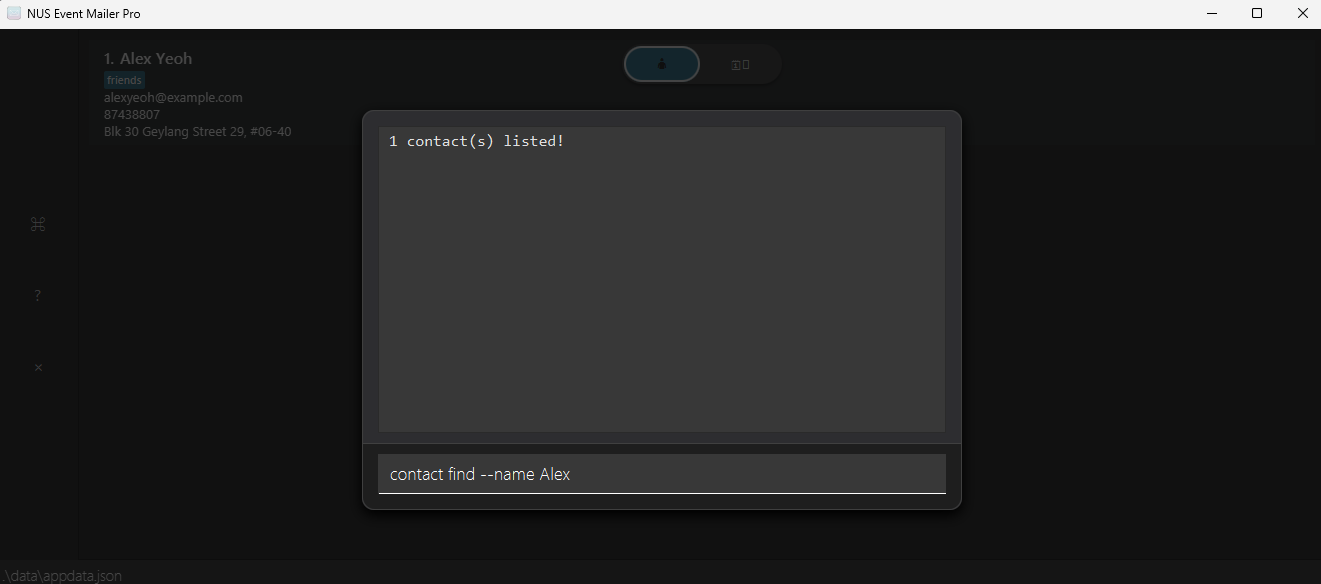 NUS Event Mailer Pro
1. Alex Yeoh
friends
alexyeoh@example.com
87438807
Blk 30 Geylang Street 29, #06-40
1 contact(s) listed!
?
contact find --name Alex
.\data\appdata.json